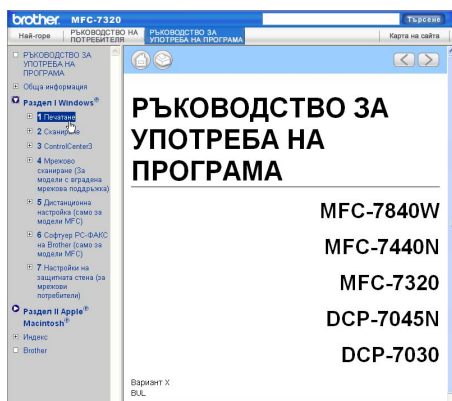 brother. MFC-7320
Търсене
Най-горе
РЪКОВОДСТВО НА
ПОТРЕБИТЕЛЯ
РЪКОВОДСТВО ЗА
УПОТРЕБА НА ПРОГРАМА
Карта на сайта
РЪКОВОДСТВО ЗА
УПОТРЕБА НА
ПРОГРАМА
Обща информация
Раздел I Windows®
1 Печатане
2 Сканиране
3 ControlCenter3
4 Мрежово
сканиране (За
модели с вградена
мрежова поддръжка)
5 Дистанционна
настройка (само за
модели MFC)
6 Софтуер PC-ФАКС
на Brother (само за
модели MFC)
7 Настройки на
защитната стена (за
мрежови
потребители)
Раздел II Apple®
Macintosh®
Индекс
Brother
РЪКОВОДСТВО ЗА
УПОТРЕБА НА
ПРОГРАМА
MFC-7840W
MFC-7440N
MFC-7320
DCP-7045N
DCP-7030
Вариант X
BUL